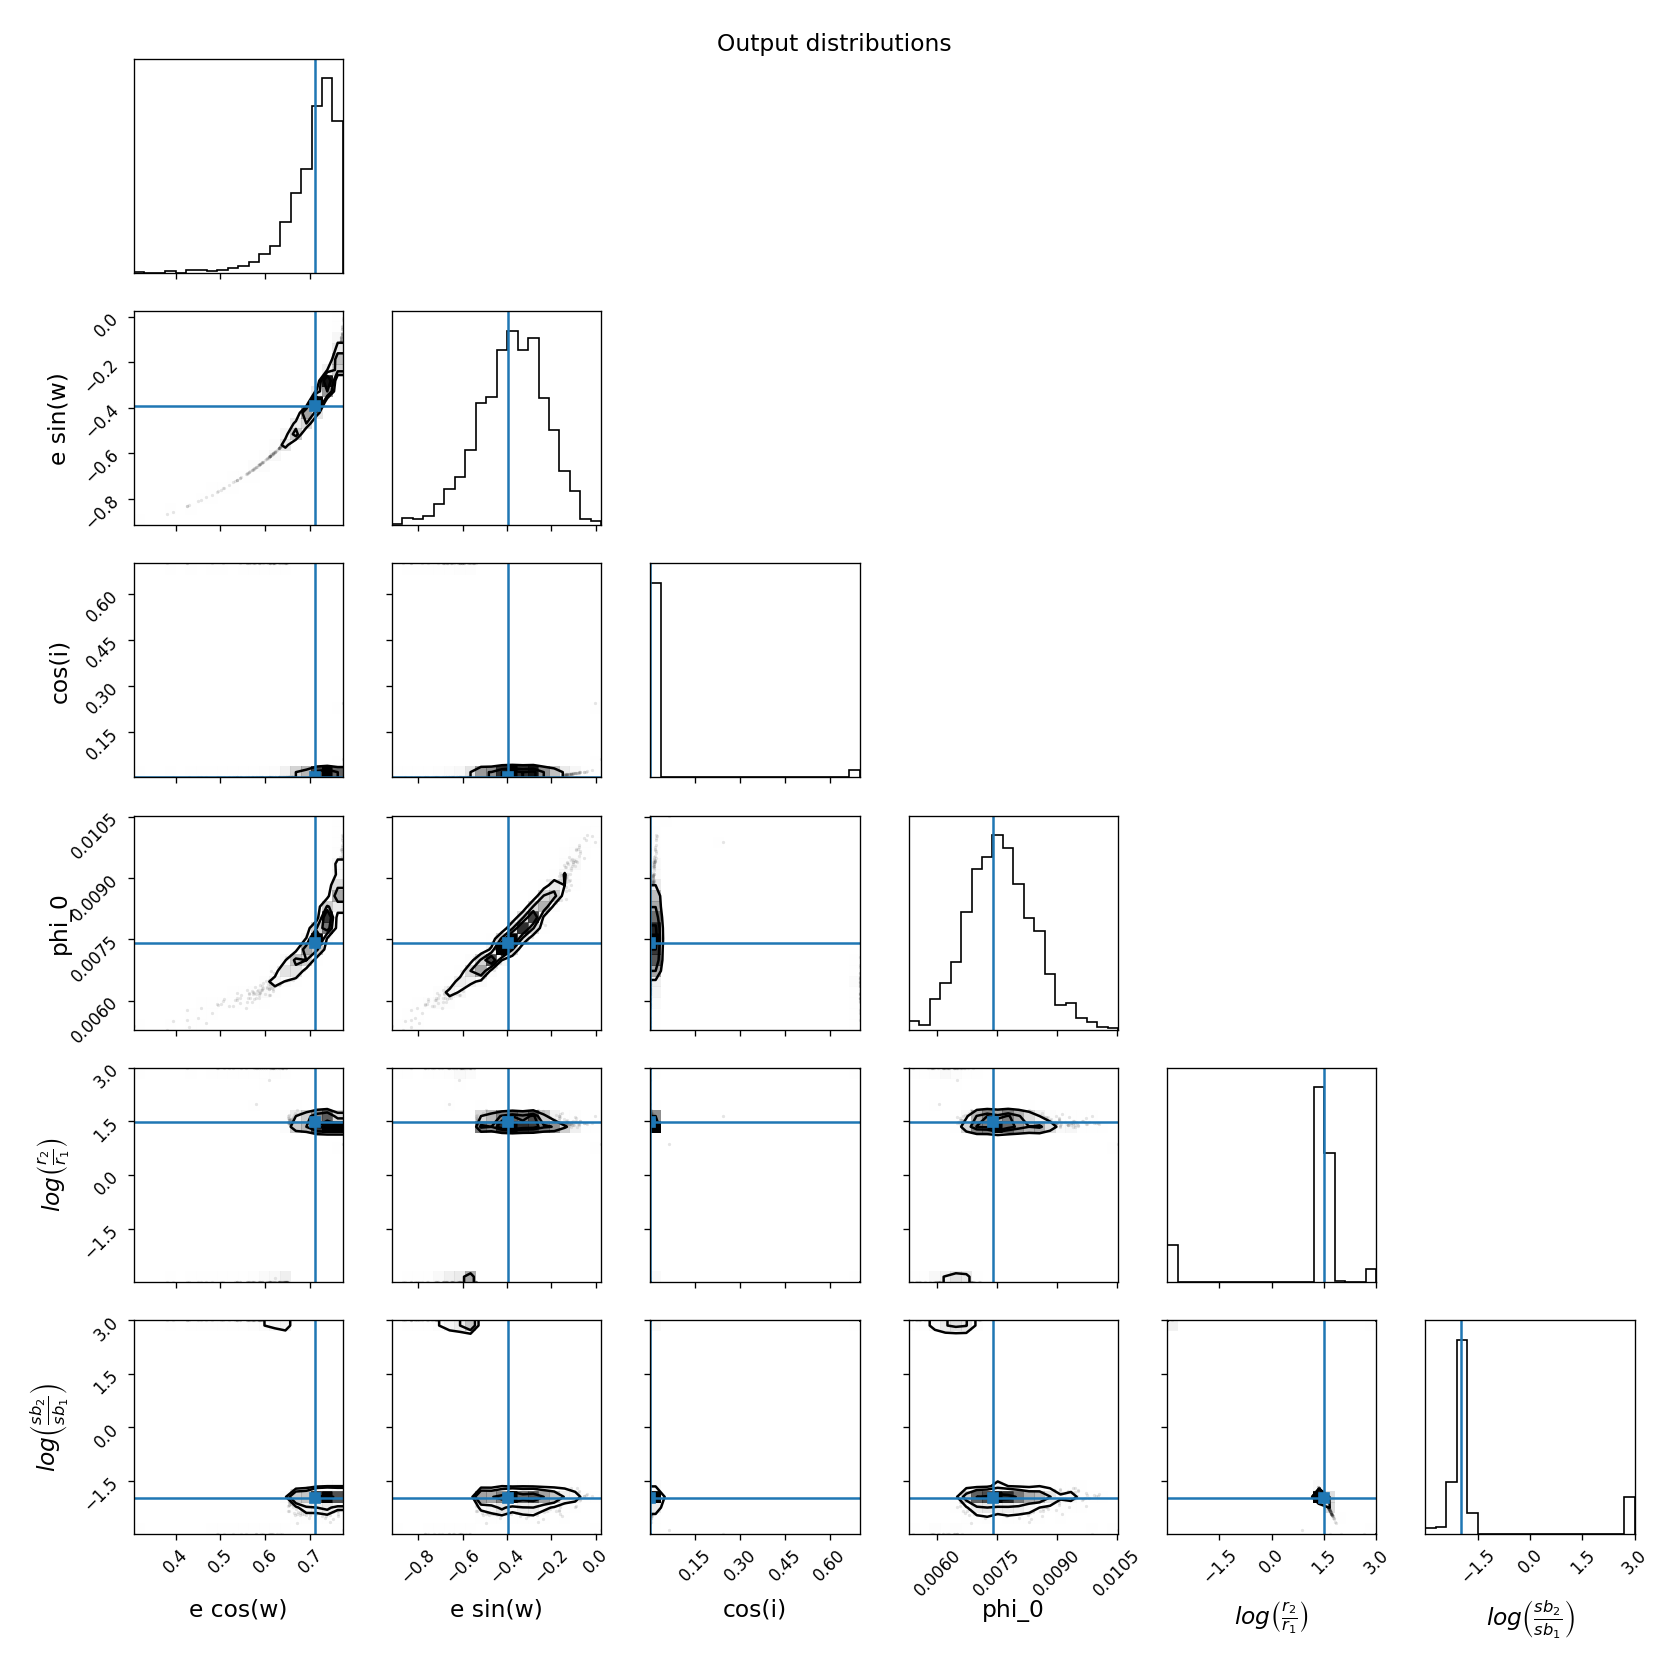 Output distributions
0.0
−0.2
−0.4
−0.6
−0.8
e sin(w)
0.60
0.45
0.30
0.15
cos(i)
0.0105
0.0090
0.0075
0.0060
phi_0
3.0
1.5
0.0
−1.5
log(r₂/r₁)
3.0
1.5
0.0
−1.5
log(sb₂/sb₁)
0.4 0.5 0.6 0.7
−0.8 −0.6 −0.4 −0.2 0.0
0.15 0.30 0.45 0.60
0.0060 0.0075 0.0090 0.0105
−1.5 0.0 1.5 3.0
−1.5 0.0 1.5 3.0
e cos(w)
e sin(w)
cos(i)
phi_0
log(r₂/r₁)
log(sb₂/sb₁)